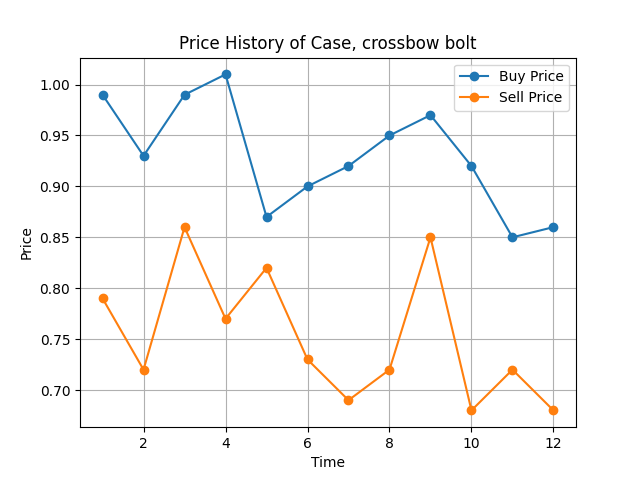 Price History of Case, crossbow bolt
Buy Price
Sell Price
1.00
0.95
0.90
0.85
0.80
0.75
0.70
Price
2 4 6 8 10 12
Time